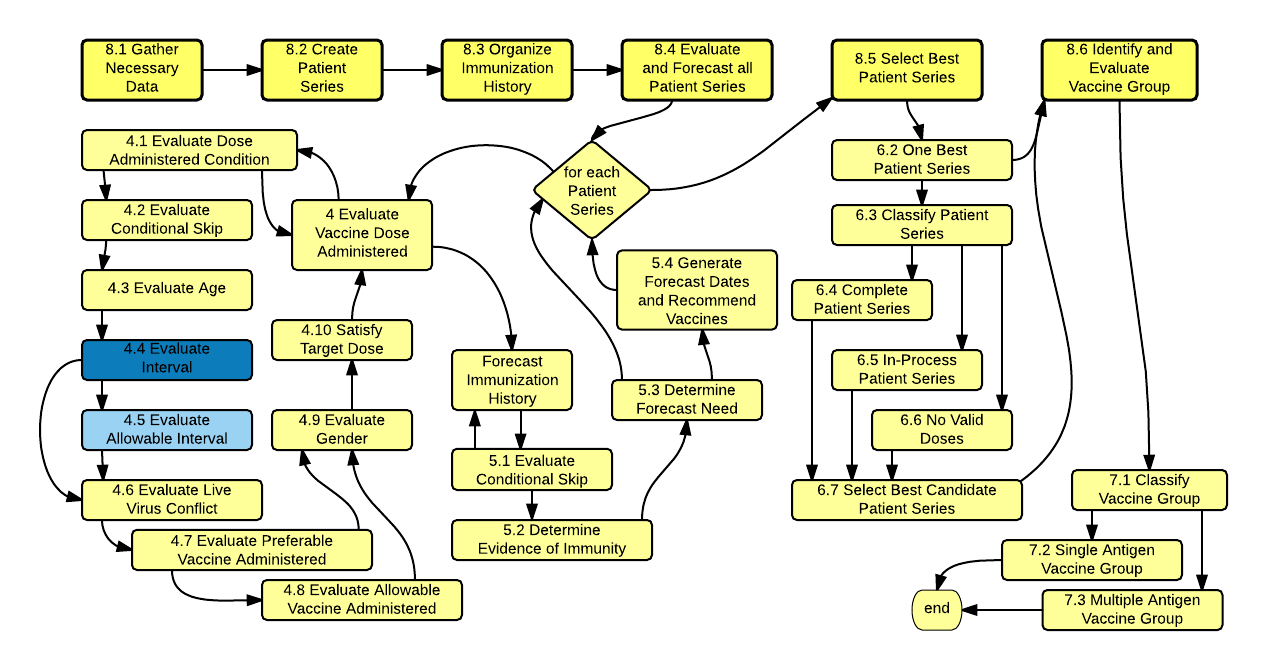 8.1 Gather
Necessary
Data
8.2 Create
Patient
Series
8.3 Organize
Immunization
History
8.4 Evaluate
and Forecast all
Patient Series
8.5 Select Best
Patient Series
8.6 Identify and
Evaluate
Vaccine Group
4.1 Evaluate Dose
Administered Condition
4.2 Evaluate
Conditional Skip
4.3 Evaluate Age
4.4 Evaluate
Interval
4.5 Evaluate
Allowable Interval
4.6 Evaluate Live
Virus Conflict
4.7 Evaluate Preferable
Vaccine Administered
4.8 Evaluate Allowable
Vaccine Administered
4 Evaluate
Vaccine Dose
Administered
4.10 Satisfy
Target Dose
4.9 Evaluate
Gender
for each
Patient
Series
Forecast
Immunization
History
5.1 Evaluate
Conditional Skip
5.2 Determine
Evidence of Immunity
5.3 Determine
Forecast Need
5.4 Generate
Forecast Dates
and Recommend
Vaccines
6.2 One Best
Patient Series
6.3 Classify Patient
Series
6.4 Complete
Patient Series
6.5 In-Process
Patient Series
6.6 No Valid
Doses
6.7 Select Best Candidate
Patient Series
7.1 Classify
Vaccine Group
7.2 Single Antigen
Vaccine Group
7.3 Multiple Antigen
Vaccine Group
end